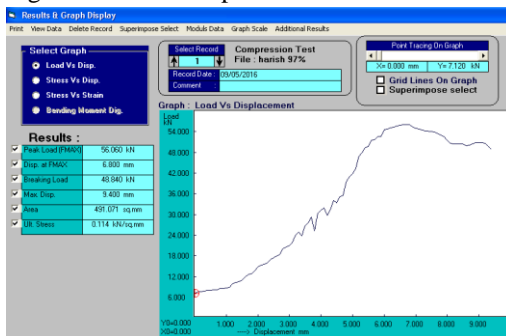 Results & Graph Display
Print View Data Delete Record Superimpose Select Moduls Data Graph Scale Additional Results
Select Graph
Load Vs Disp.
Stress Vs Disp.
Stress Vs Strain
Bending Moment Dig.
Select Record
1
Compression Test
File : harish 97%
Record Date : 09/05/2016
Comment :
Point Tracing On Graph
X= 0.000 mm Y= 7.120 kN
Grid Lines On Graph
Superimpose select
Results :
Peak Load (FMAX) 56.060 kN
Disp. at FMAX 6.800 mm
Breaking Load 48.840 kN
Max. Disp. 9.400 mm
Area 491.071 sq.mm
Ult. Stress 0.114 kN/sq.mm
Graph : Load Vs Displacement
Load
kN
54.000
48.000
42.000
36.000
30.000
24.000
18.000
12.000
6.000
Y0=0.000
X0=0.000
1.000 2.000 3.000 4.000 5.000 6.000 7.000 8.000 9.000
---> Displacement mm